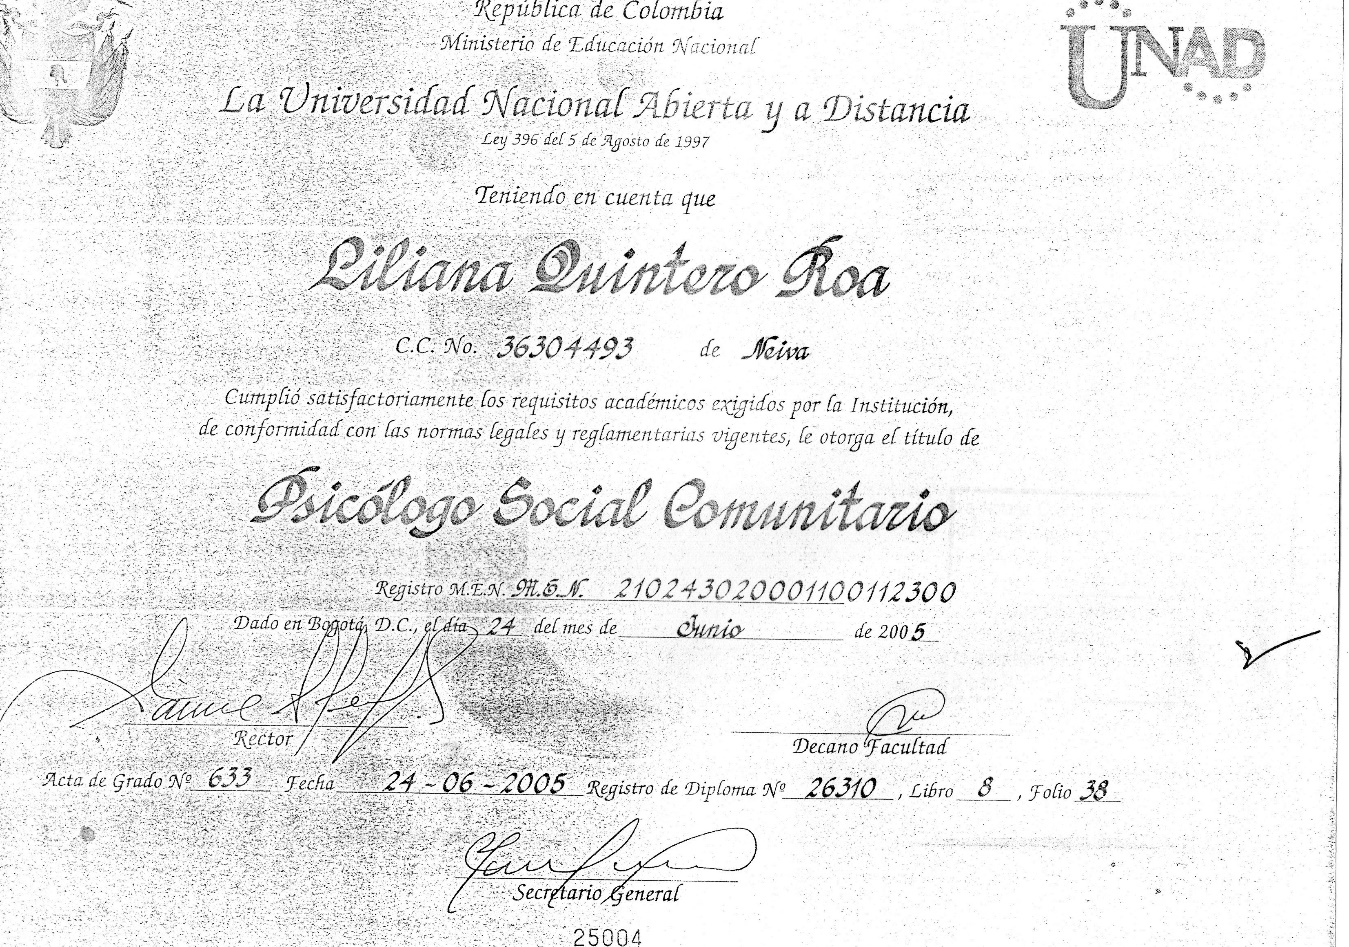 República de Colombia
Ministerio de Educación Nacional
UNAD
La Universidad Nacional Abierta y a Distancia
Ley 396 del 5 de Agosto de 1997
Teniendo en cuenta que
Liliana Quintero Roa
C.C. No. 36304493 de Neiva
Cumplió satisfactoriamente los requisitos académicos exigidos por la Institución,
de conformidad con las normas legales y reglamentarias vigentes, le otorga el título de
Psicólogo Social Comunitario
Registro M.E.N. M.E.N. 210243020001100112300
Dado en Bogotá, D.C., el día 24 del mes de Junio de 2005
Rector
Decano Facultad
Acta de Grado Nº 633 Fecha 24-06-2005 Registro de Diploma Nº 26310, Libro 8, Folio 38
Secretario General
25004